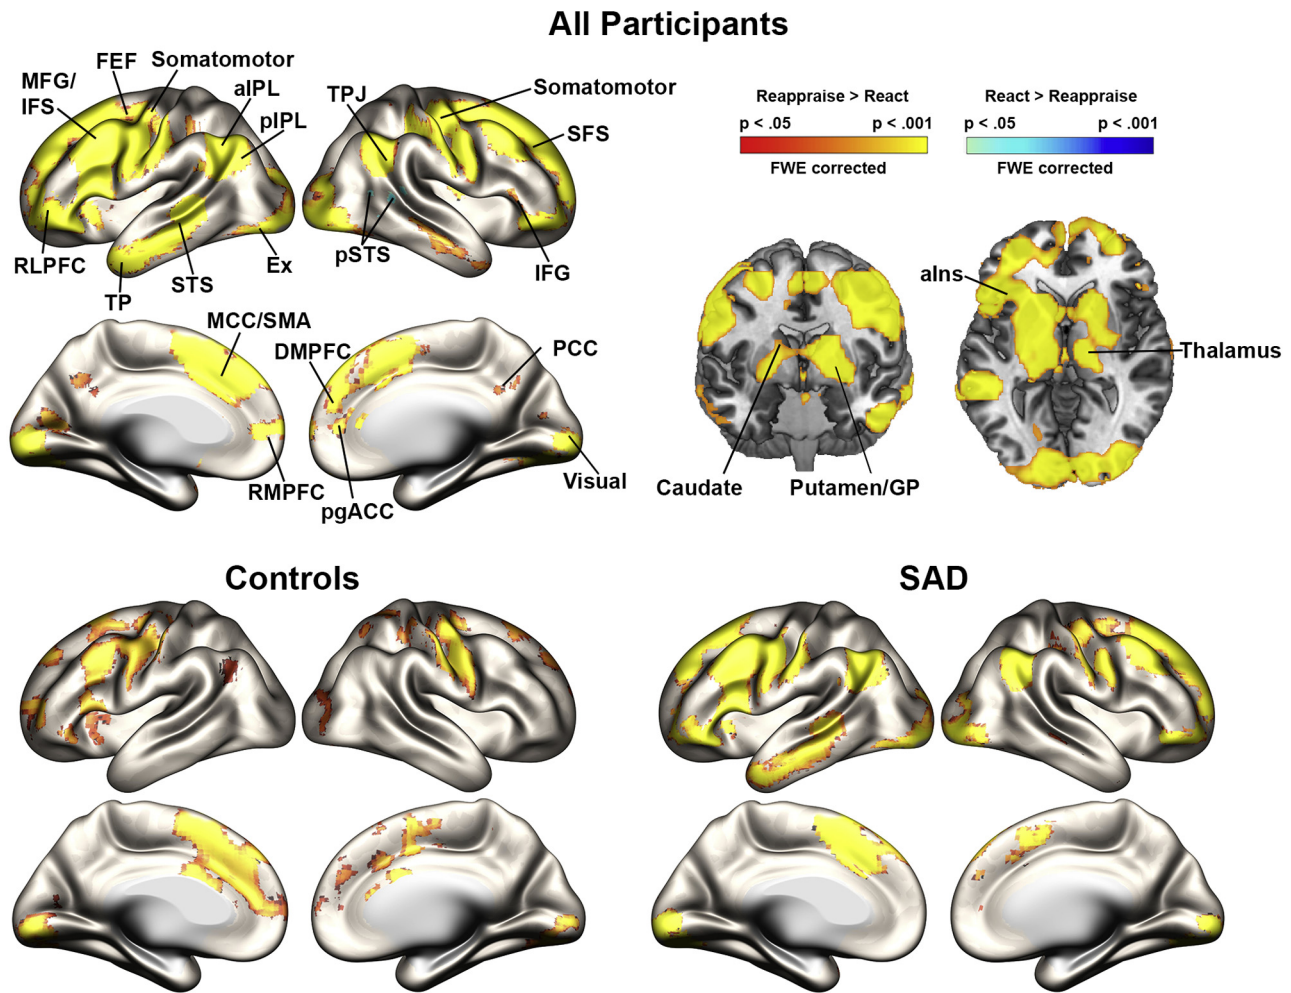 All Participants
FEF
Somatomotor
MFG/
IFS
aIPL
pIPL
TPJ
Somatomotor
SFS
RLPFC
TP
STS
Ex
pSTS
IFG
Reappraise > React
p < .05
p < .001
FWE corrected
React > Reappraise
p < .05
p < .001
FWE corrected
MCC/SMA
DMPFC
PCC
RMPFC
pgACC
Visual
aIns
Thalamus
Caudate
Putamen/GP
Controls
SAD